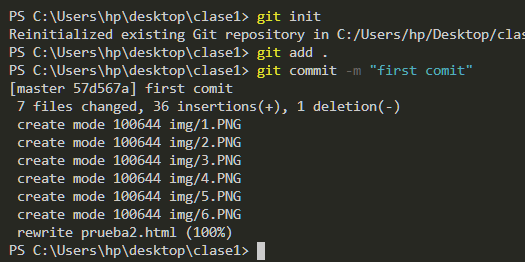 PS C:\Users\hp\desktop\clase1> git init
Reinitialized existing Git repository in C:/Users/hp/Desktop/clas
PS C:\Users\hp\desktop\clase1> git add .
PS C:\Users\hp\desktop\clase1> git commit -m "first comit"
[master 57d567a] first comit
 7 files changed, 36 insertions(+), 1 deletion(-)
 create mode 100644 img/1.PNG
 create mode 100644 img/2.PNG
 create mode 100644 img/3.PNG
 create mode 100644 img/4.PNG
 create mode 100644 img/5.PNG
 create mode 100644 img/6.PNG
 rewrite prueba2.html (100%)
PS C:\Users\hp\desktop\clase1>